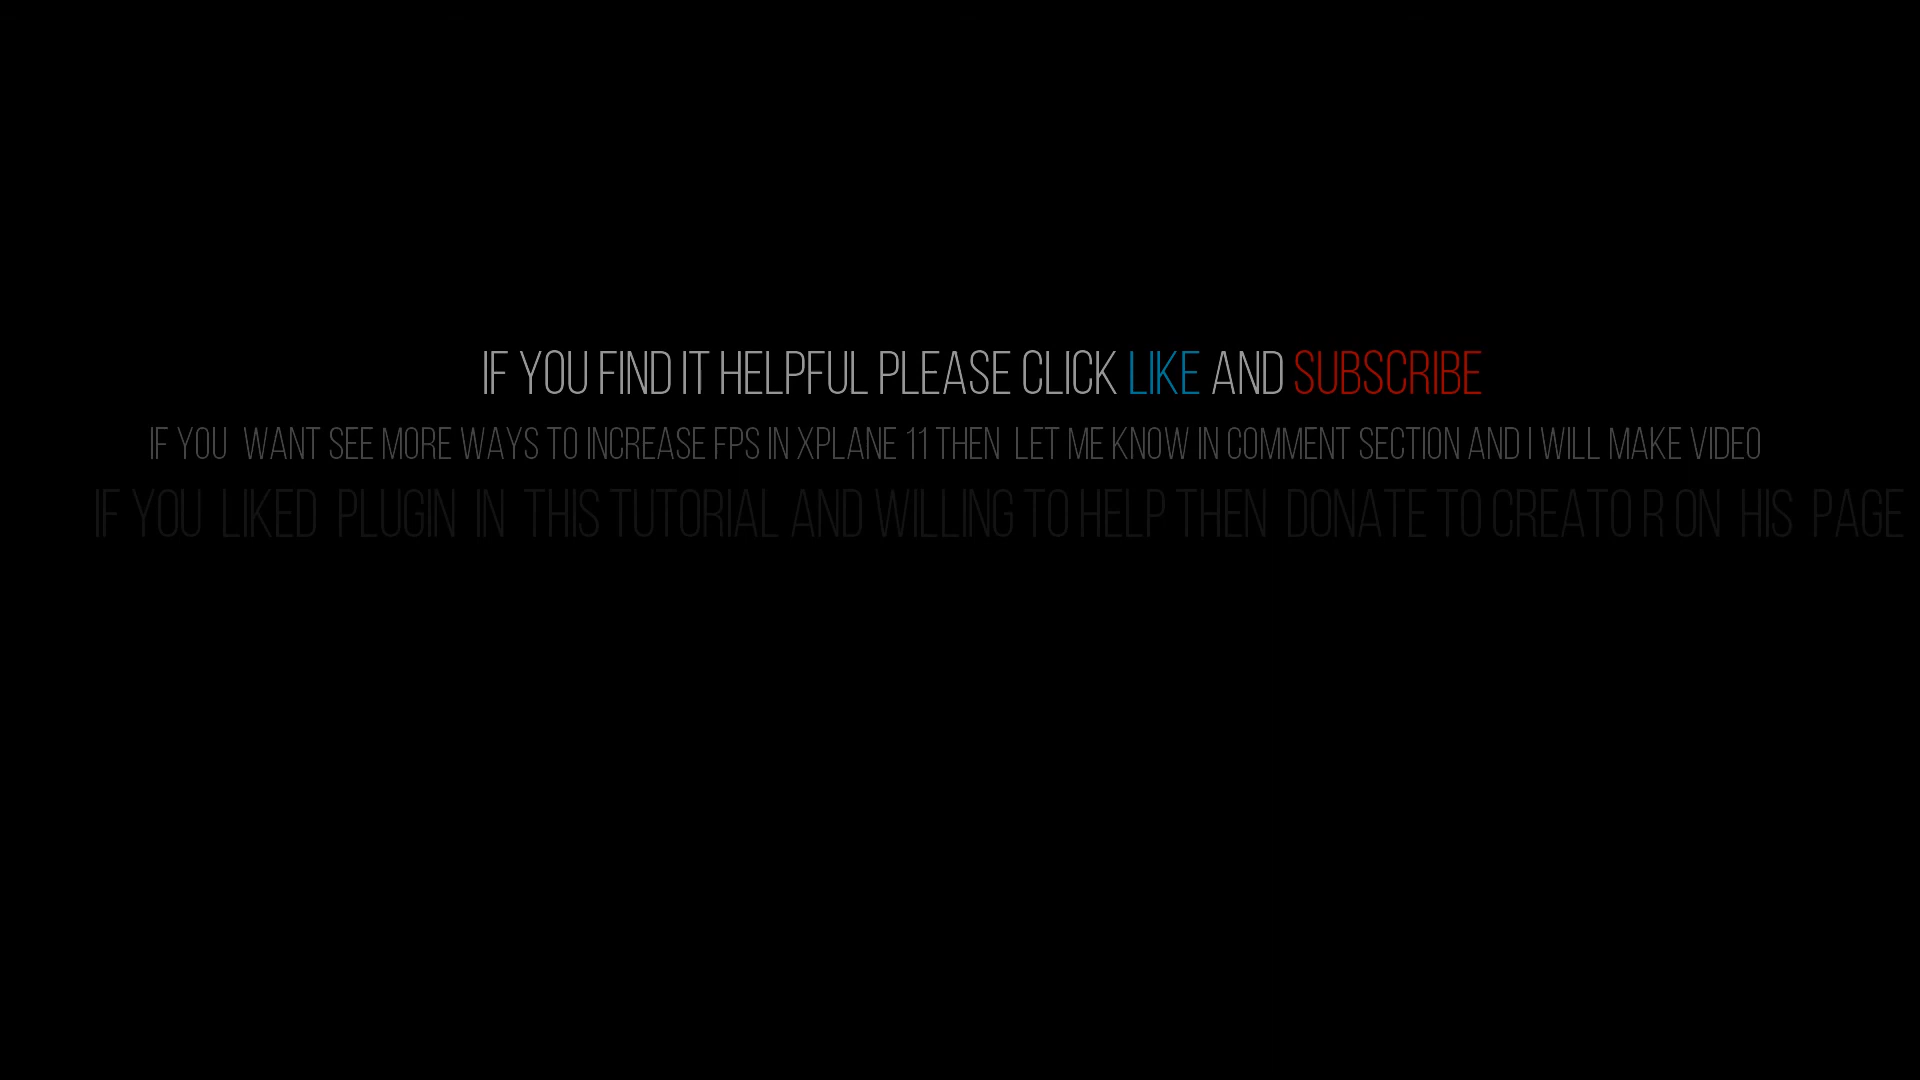 IF YOU FIND IT HELPFUL PLEASE CLICK LIKE AND SUBSCRIBE
IF YOU WANT SEE MORE WAYS TO INCREASE FPS IN XPLANE 11 THEN LET ME KNOW IN COMMENT SECTION AND I WILL MAKE VIDEO
IF YOU LIKED PLUGIN IN THIS TUTORIAL AND WILLING TO HELP THEN DONATE TO CREATO R ON HIS PAGE